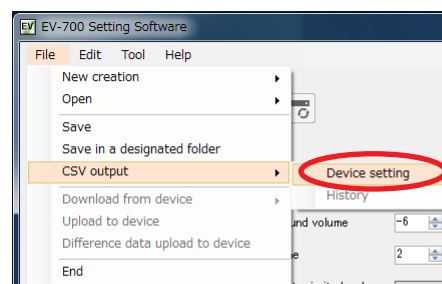 EV-700 Setting Software
File Edit Tool Help
New creation
Open
Save
Save in a designated folder
CSV output
Device setting
Download from device
History
Upload to device
und volume -6
Difference data upload to device
2
End